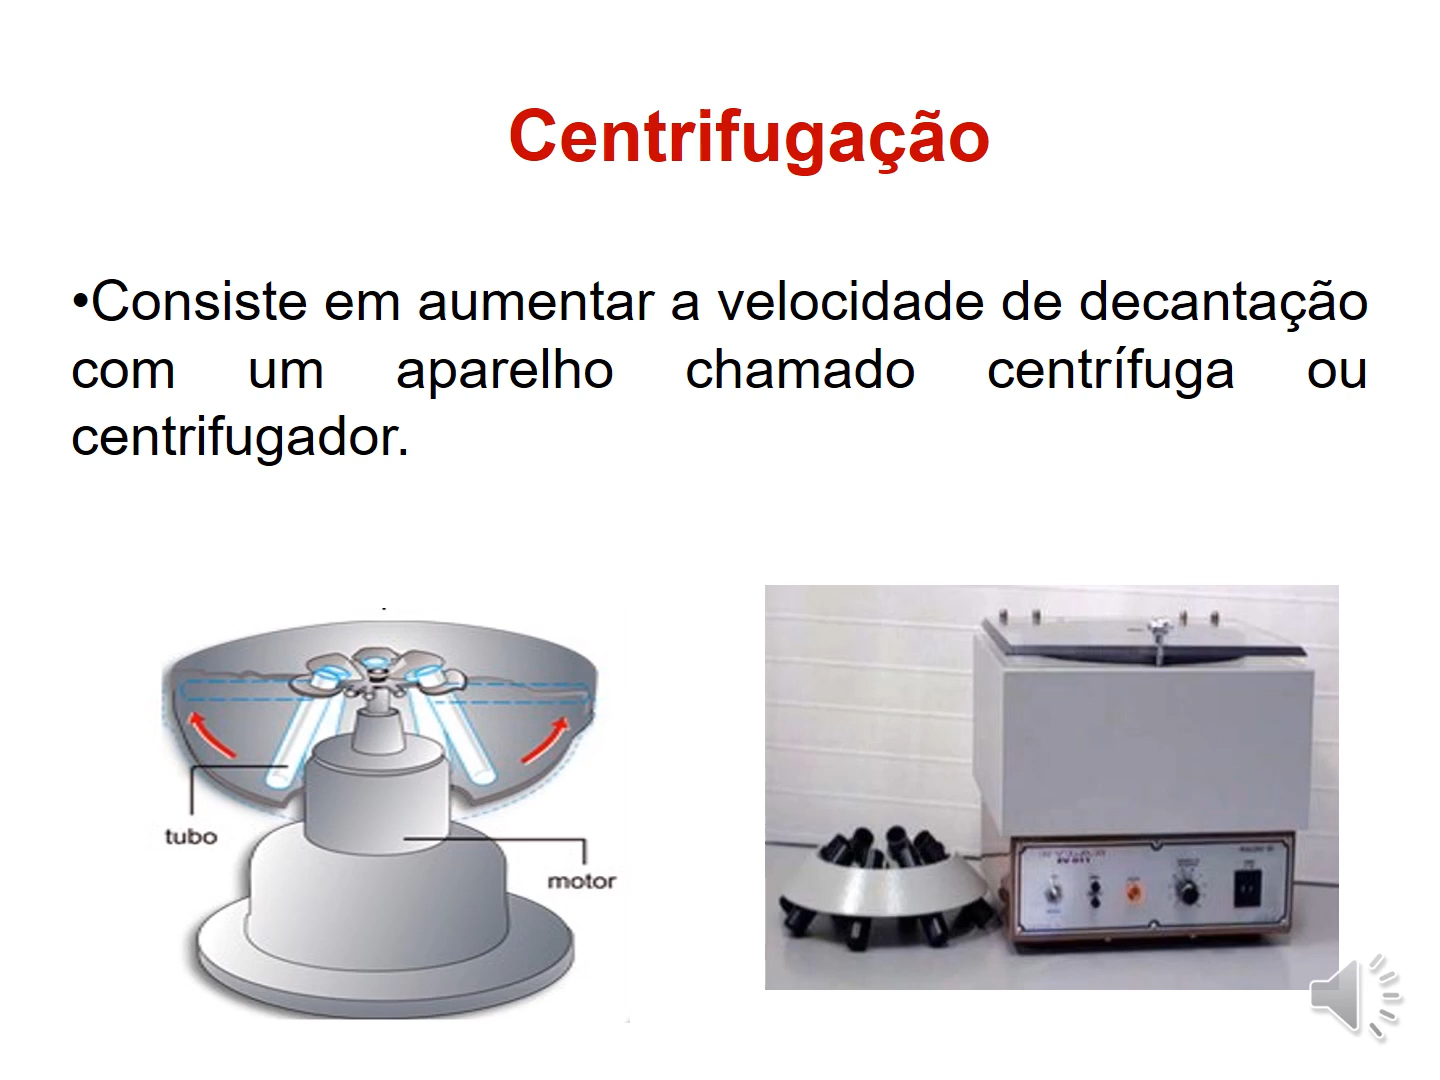 Centrifugação
•Consiste em aumentar a velocidade de decantação
com um aparelho chamado centrífuga ou
centrifugador.
tubo
motor